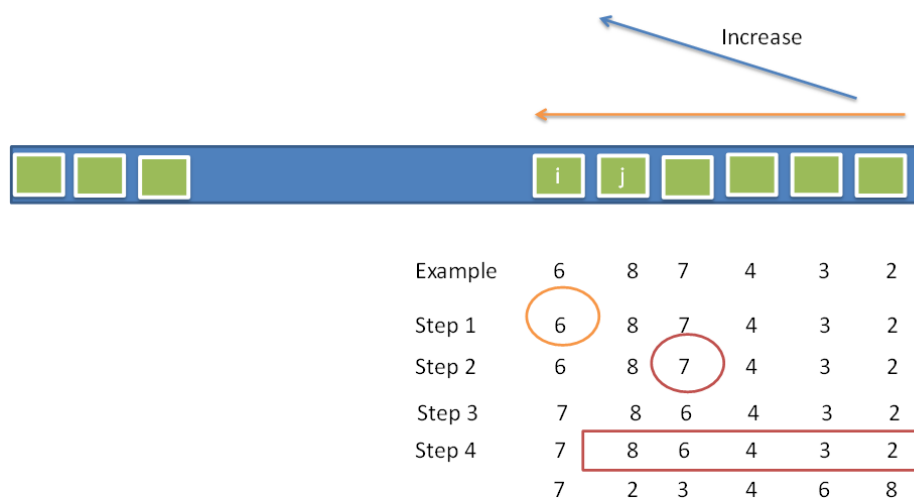 Increase
i j
Example 6 8 7 4 3 2
Step 1 6 8 7 4 3 2
Step 2 6 8 7 4 3 2
Step 3 7 8 6 4 3 2
Step 4 7 8 6 4 3 2
7 2 3 4 6 8